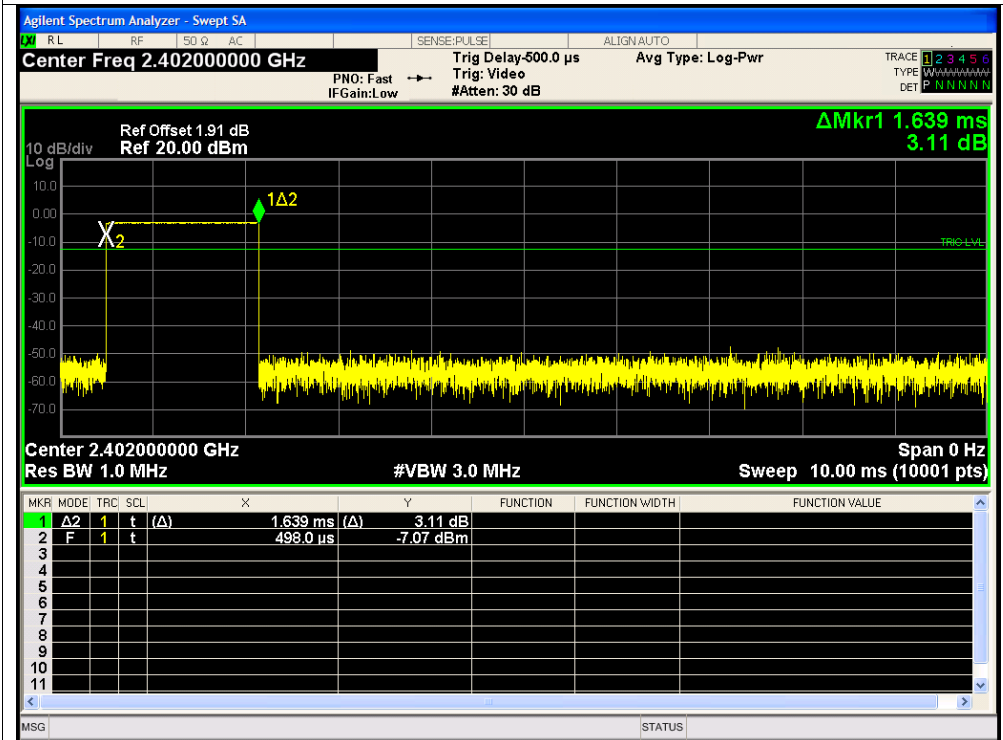 Agilent Spectrum Analyzer - Swept SA
LXI RL RF 50 Ω AC SENSE:PULSE ALIGN AUTO
Center Freq 2.402000000 GHz
PNO: Fast
IFGain:Low
Trig Delay-500.0 µs
Trig: Video
#Atten: 30 dB
Avg Type: Log-Pwr
TRACE 1 2 3 4 5 6
TYPE WWWWWW
DET P N N N N N
ΔMkr1 1.639 ms
3.11 dB
Ref Offset 1.91 dB
10 dB/div Ref 20.00 dBm
Log
10.0
0.00
-10.0
-20.0
-30.0
-40.0
-50.0
-60.0
-70.0
1Δ2
X2
TRIG LVL
Center 2.402000000 GHz Span 0 Hz
Res BW 1.0 MHz #VBW 3.0 MHz Sweep 10.00 ms (10001 pts)
MKR MODE TRC SCL X Y FUNCTION FUNCTION WIDTH FUNCTION VALUE
1 Δ2 1 t (Δ) 1.639 ms (Δ) 3.11 dB
2 F 1 t 498.0 µs -7.07 dBm
3
4
5
6
7
8
9
10
11
MSG STATUS